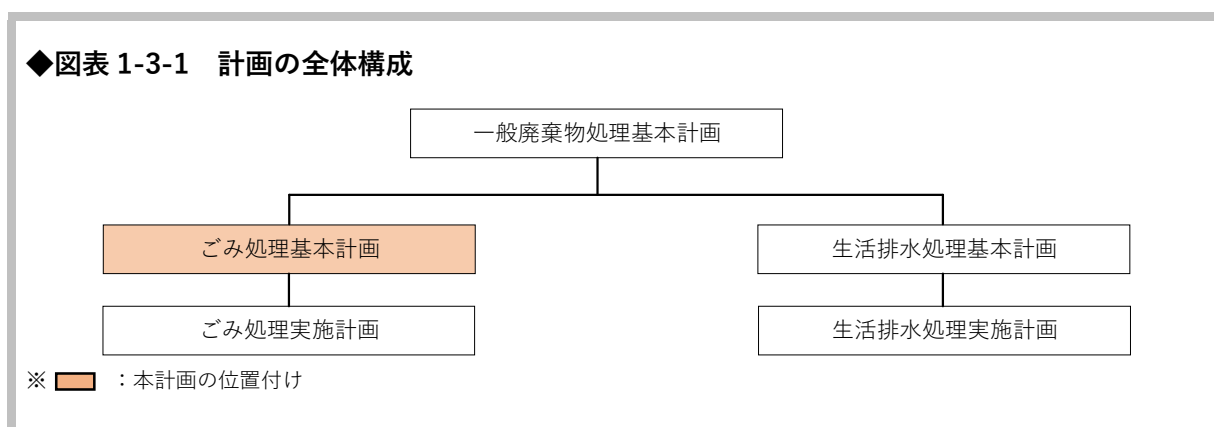 ◆図表 1-3-1　計画の全体構成
一般廃棄物処理基本計画
ごみ処理基本計画
生活排水処理基本計画
ごみ処理実施計画
生活排水処理実施計画
※　：本計画の位置付け